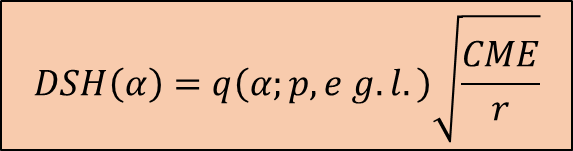 DSH(α) = q(α; p, e g.l.)√(CME/r)